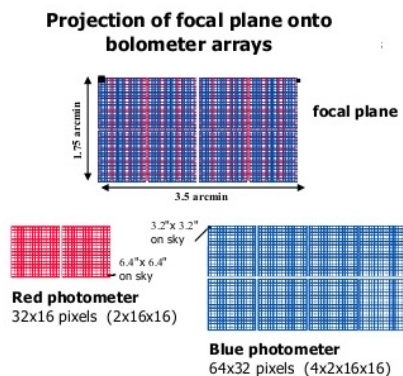 Projection of focal plane onto
bolometer arrays
focal plane
1.75 arcmin
3.5 arcmin
3.2"x 3.2"
on sky
6.4"x 6.4"
on sky
Red photometer
32x16 pixels (2x16x16)
Blue photometer
64x32 pixels (4x2x16x16)